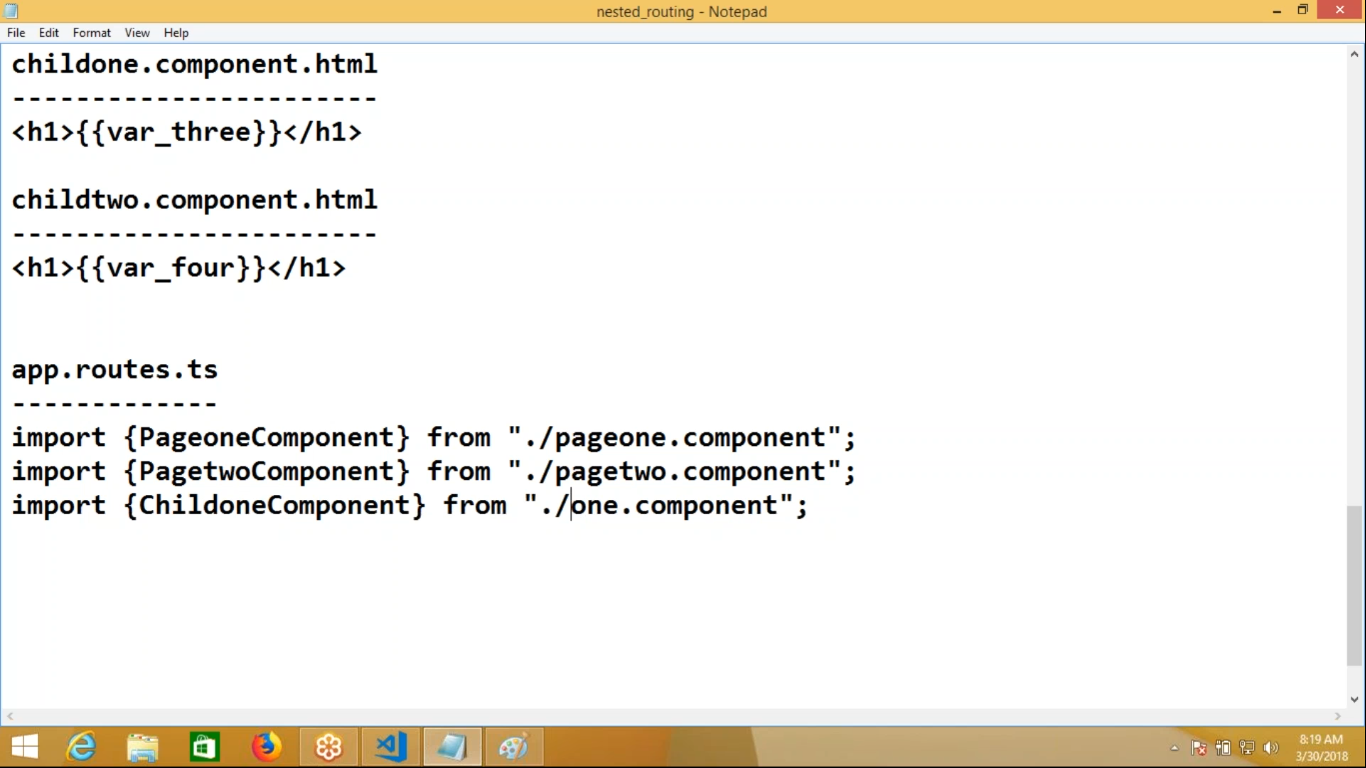 nested_routing - Notepad
File Edit Format View Help
childone.component.html
-----------------------
<h1>{{var_three}}</h1>
childtwo.component.html
-----------------------
<h1>{{var_four}}</h1>
app.routes.ts
-------------
import {PageoneComponent} from "./pageone.component";
import {PagetwoComponent} from "./pagetwo.component";
import {ChildoneComponent} from "./one.component";
8:19 AM
3/30/2018